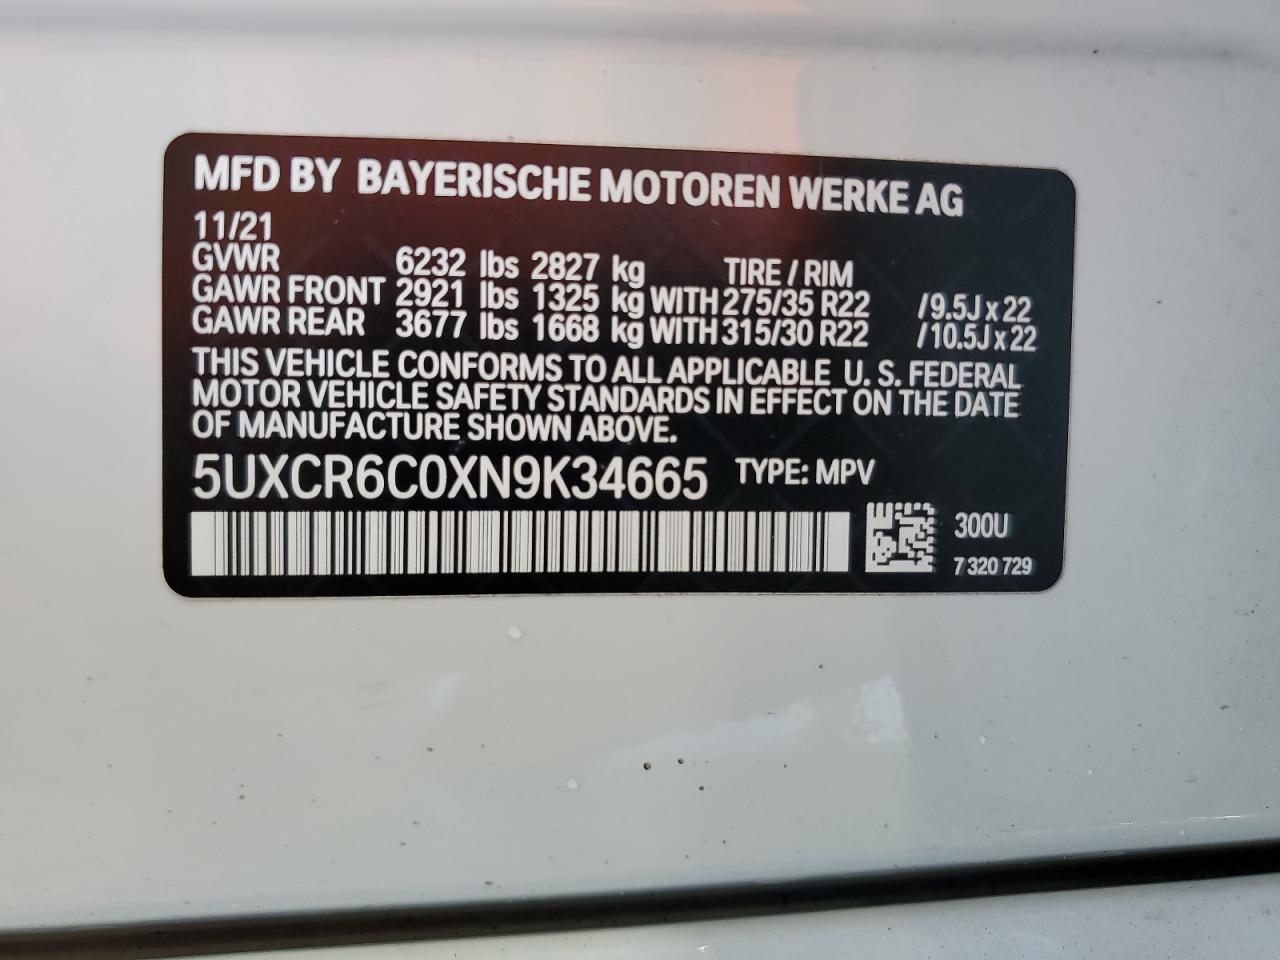 MFD BY BAYERISCHE MOTOREN WERKE AG
11/21
GVWR 6232 lbs 2827 kg TIRE / RIM
GAWR FRONT 2921 lbs 1325 kg WITH 275/35 R22 /9.5J x 22
GAWR REAR 3677 lbs 1668 kg WITH 315/30 R22 /10.5J x 22
THIS VEHICLE CONFORMS TO ALL APPLICABLE U. S. FEDERAL
MOTOR VEHICLE SAFETY STANDARDS IN EFFECT ON THE DATE
OF MANUFACTURE SHOWN ABOVE.
5UXCR6C0XN9K34665 TYPE: MPV
300U
7 320 729